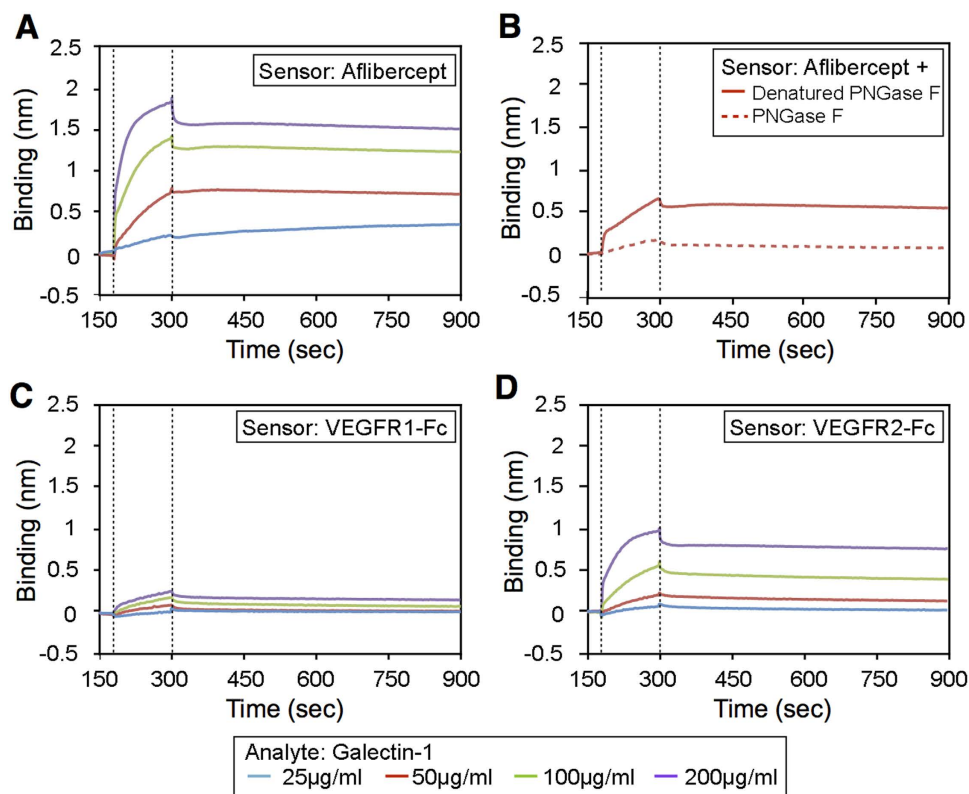 A
2.5
2
1.5
1
0.5
0
-0.5
Binding (nm)
Sensor: Aflibercept
150 300 450 600 750 900
Time (sec)
B
2.5
2
1.5
1
0.5
0
-0.5
Binding (nm)
Sensor: Aflibercept +
Denatured PNGase F
PNGase F
150 300 450 600 750 900
Time (sec)
C
2.5
2
1.5
1
0.5
0
-0.5
Binding (nm)
Sensor: VEGFR1-Fc
150 300 450 600 750 900
Time (sec)
D
2.5
2
1.5
1
0.5
0
-0.5
Binding (nm)
Sensor: VEGFR2-Fc
150 300 450 600 750 900
Time (sec)
Analyte: Galectin-1
25µg/ml 50µg/ml 100µg/ml 200µg/ml